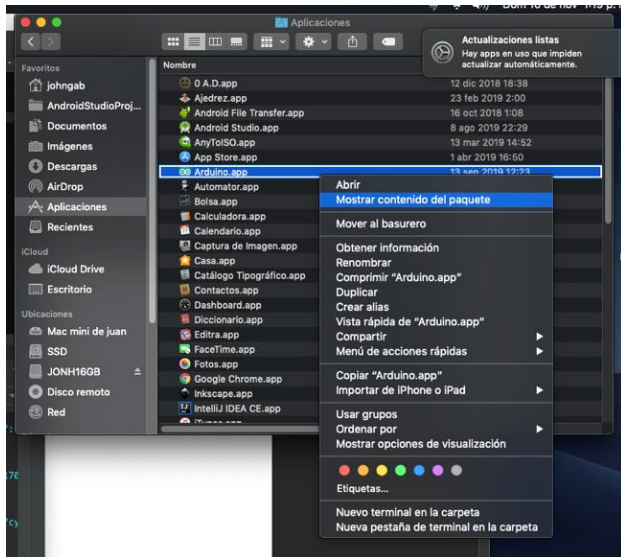 Dom 10 de nov
Aplicaciones
Actualizaciones listas
Hay apps en uso que impiden
actualizar automáticamente.
Favoritos
johngab
AndroidStudioProj...
Documentos
Imágenes
Descargas
AirDrop
Aplicaciones
Recientes
iCloud
iCloud Drive
Escritorio
Ubicaciones
Mac mini de juan
SSD
JONH16GB
Disco remoto
Red
Nombre
0 A.D.app 12 dic 2018 18:38
Ajedrez.app 23 feb 2019 2:00
Android File Transfer.app 16 oct 2018 1:08
Android Studio.app 8 ago 2019 22:29
AnyToISO.app 13 mar 2019 14:52
App Store.app 1 abr 2019 16:50
Arduino.app 13 sep 2019 12:23
Automator.app
Bolsa.app
Calculadora.app
Calendario.app
Captura de Imagen.app
Casa.app
Catálogo Tipográfico.app
Contactos.app
Dashboard.app
Diccionario.app
Editra.app
FaceTime.app
Fotos.app
Google Chrome.app
Inkscape.app
IntelliJ IDEA CE.app
Abrir
Mostrar contenido del paquete
Mover al basurero
Obtener información
Renombrar
Comprimir “Arduino.app”
Duplicar
Crear alias
Vista rápida de “Arduino.app”
Compartir
Menú de acciones rápidas
Copiar “Arduino.app”
Importar de iPhone o iPad
Usar grupos
Ordenar por
Mostrar opciones de visualización
Etiquetas...
Nuevo terminal en la carpeta
Nueva pestaña de terminal en la carpeta